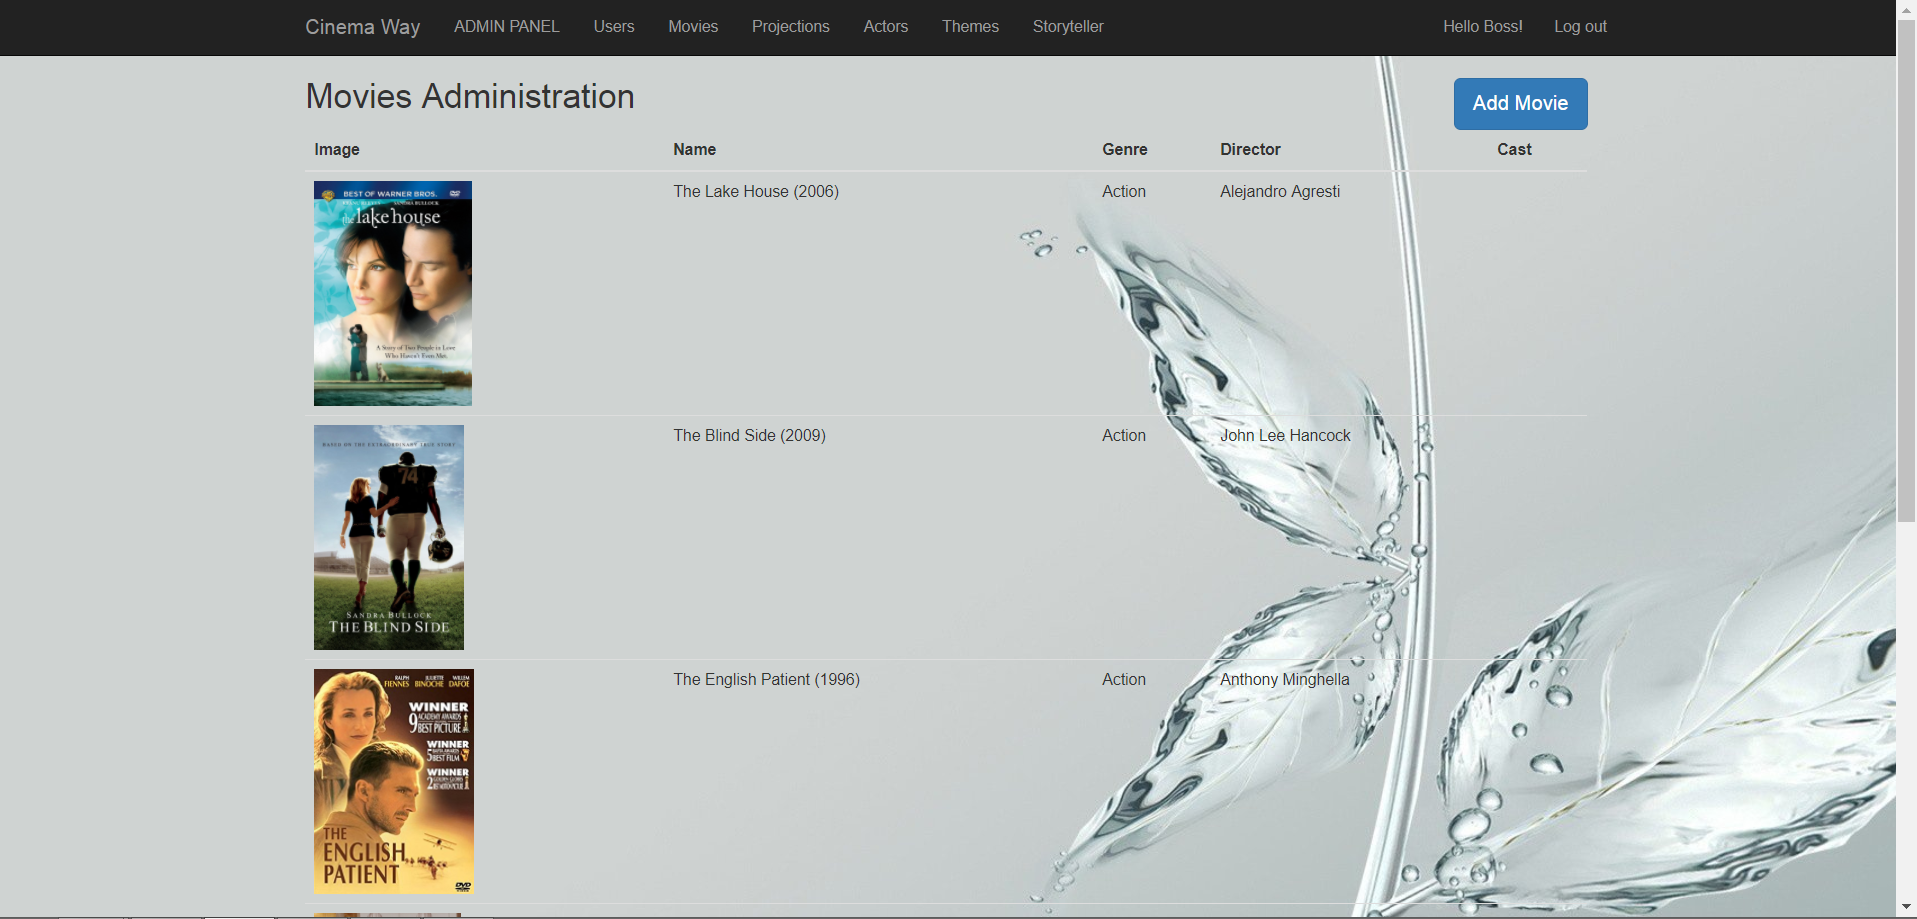 Cinema Way ADMIN PANEL Users Movies Projections Actors Themes Storyteller Hello Boss! Log out
Movies Administration
Add Movie
Image Name Genre Director Cast
The Lake House (2006) Action Alejandro Agresti
BEST OF WARNER BROS.
SANDRA BULLOCK
the lake house
A Story of Two People in Love
Who Haven't Even Met.
The Blind Side (2009) Action John Lee Hancock
BASED ON THE EXTRAORDINARY TRUE STORY
74
SANDRA BULLOCK
THE BLIND SIDE
The English Patient (1996) Action Anthony Minghella
RALPH FIENNES JULIETTE BINOCHE WILLEM DAFOE
WINNER
9 ACADEMY AWARDS
BEST PICTURE
WINNER
5 BAFTA AWARDS
BEST FILM
WINNER
2 GOLDEN GLOBES
BEST MOTION PICTURE
THE
ENGLISH
PATIENT
DVD